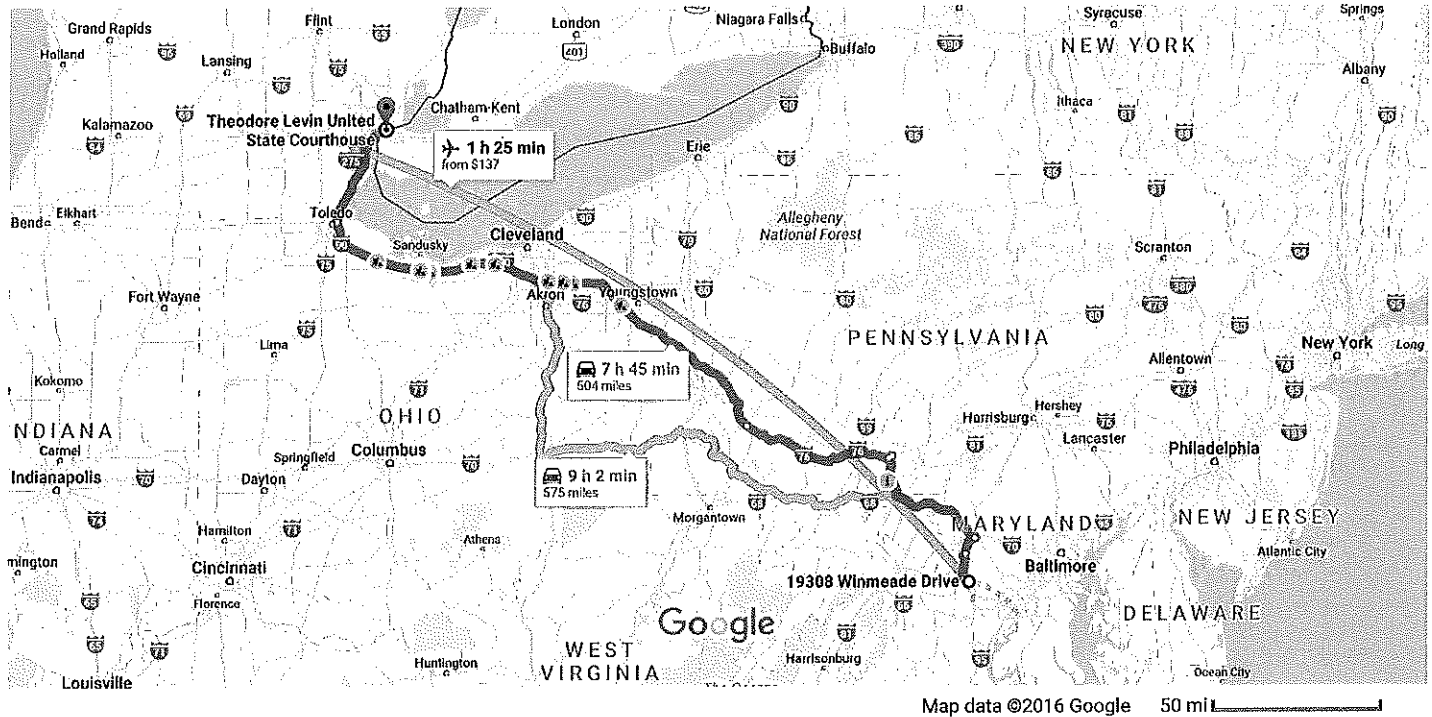 Grand Rapids
Flint
London
Niagara Falls
Syracuse
Springs
Holland
Lansing
401
Buffalo
NEW YORK
Albany
Kalamazoo
Theodore Levin United
State Courthouse
Chatham-Kent
1 h 25 min
from $137
Erie
Ithaca
Bend
Elkhart
Toledo
Sandusky
Cleveland
Allegheny
National Forest
Scranton
Fort Wayne
Akron
Youngstown
Lima
7 h 45 min
504 miles
PENNSYLVANIA
Allentown
New York
Long
Kokomo
OHIO
Harrisburg
Hershey
Lancaster
Philadelphia
NDIANA
Carmel
Indianapolis
Springfield
Dayton
Columbus
9 h 2 min
575 miles
Morgantown
MARYLAND
NEW JERSEY
Hamilton
Athens
Atlantic City
mington
Cincinnati
Florence
19308 Winmeade Drive
Baltimore
DELAWARE
Google
WEST
VIRGINIA
Huntington
Harrisonburg
Ocean City
Louisville
Map data ©2016 Google 50 mi